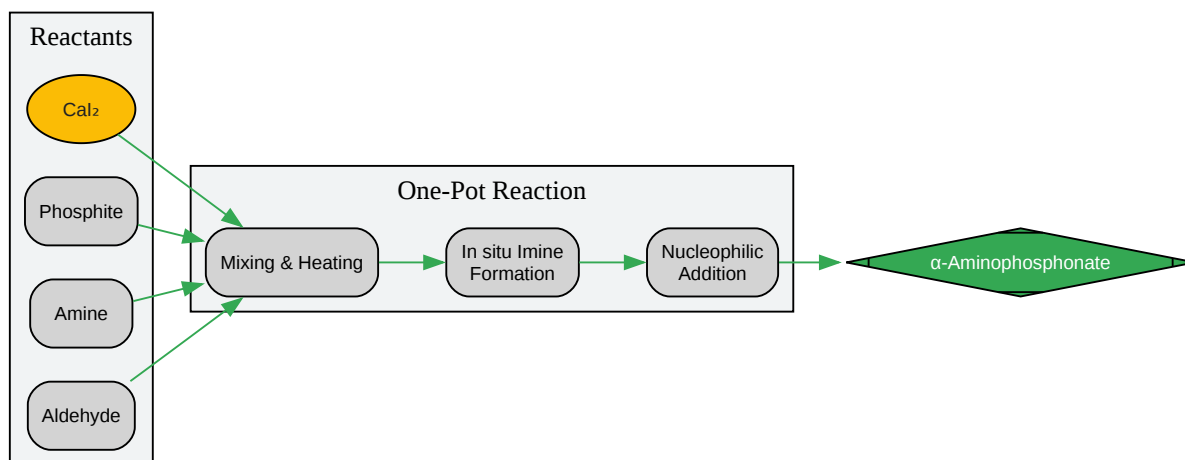 Reactants
CaI₂
Phosphite
Amine
Aldehyde
One-Pot Reaction
Mixing & Heating
In situ Imine
Formation
Nucleophilic
Addition
α-Aminophosphonate